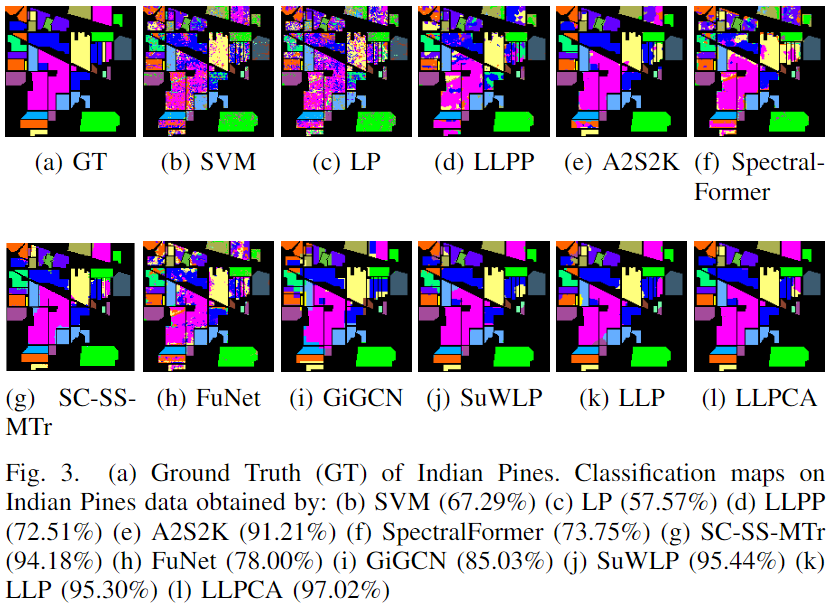 (a) GT
(b) SVM
(c) LP
(d) LLPP
(e) A2S2K
(f) Spectral-
Former
(g) SC-SS-
MTr
(h) FuNet
(i) GiGCN
(j) SuWLP
(k) LLP
(l) LLPCA
Fig. 3. (a) Ground Truth (GT) of Indian Pines. Classification maps on
Indian Pines data obtained by: (b) SVM (67.29%) (c) LP (57.57%) (d) LLPP
(72.51%) (e) A2S2K (91.21%) (f) SpectralFormer (73.75%) (g) SC-SS-MTr
(94.18%) (h) FuNet (78.00%) (i) GiGCN (85.03%) (j) SuWLP (95.44%) (k)
LLP (95.30%) (l) LLPCA (97.02%)